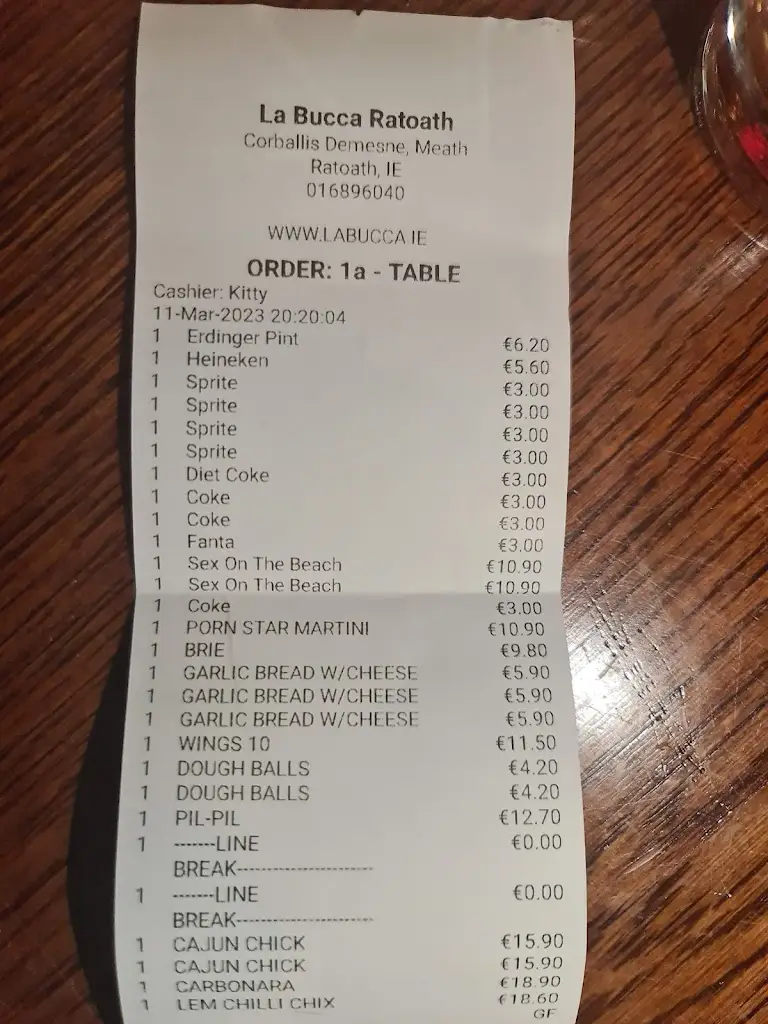 La Bucca Ratoath
Corballis Demesne, Meath
Ratoath, IE
016896040
WWW.LABUCCA.IE
ORDER: 1a - TABLE
Cashier: Kitty
11-Mar-2023 20:20:04
1 Erdinger Pint €6.20
1 Heineken €5.60
1 Sprite €3.00
1 Sprite €3.00
1 Sprite €3.00
1 Sprite €3.00
1 Diet Coke €3.00
1 Coke €3.00
1 Coke €3.00
1 Fanta €3.00
1 Sex On The Beach €10.90
1 Sex On The Beach €10.90
1 Coke €3.00
1 PORN STAR MARTINI €10.90
1 BRIE €9.80
1 GARLIC BREAD W/CHEESE €5.90
1 GARLIC BREAD W/CHEESE €5.90
1 GARLIC BREAD W/CHEESE €5.90
1 WINGS 10 €11.50
1 DOUGH BALLS €4.20
1 DOUGH BALLS €4.20
1 PIL-PIL €12.70
1 -------LINE €0.00
BREAK----------------------
1 -------LINE €0.00
BREAK----------------------
1 CAJUN CHICK €15.90
1 CAJUN CHICK €15.90
1 CARBONARA €18.90
1 LEM CHILLI CHIX €18.60
GF